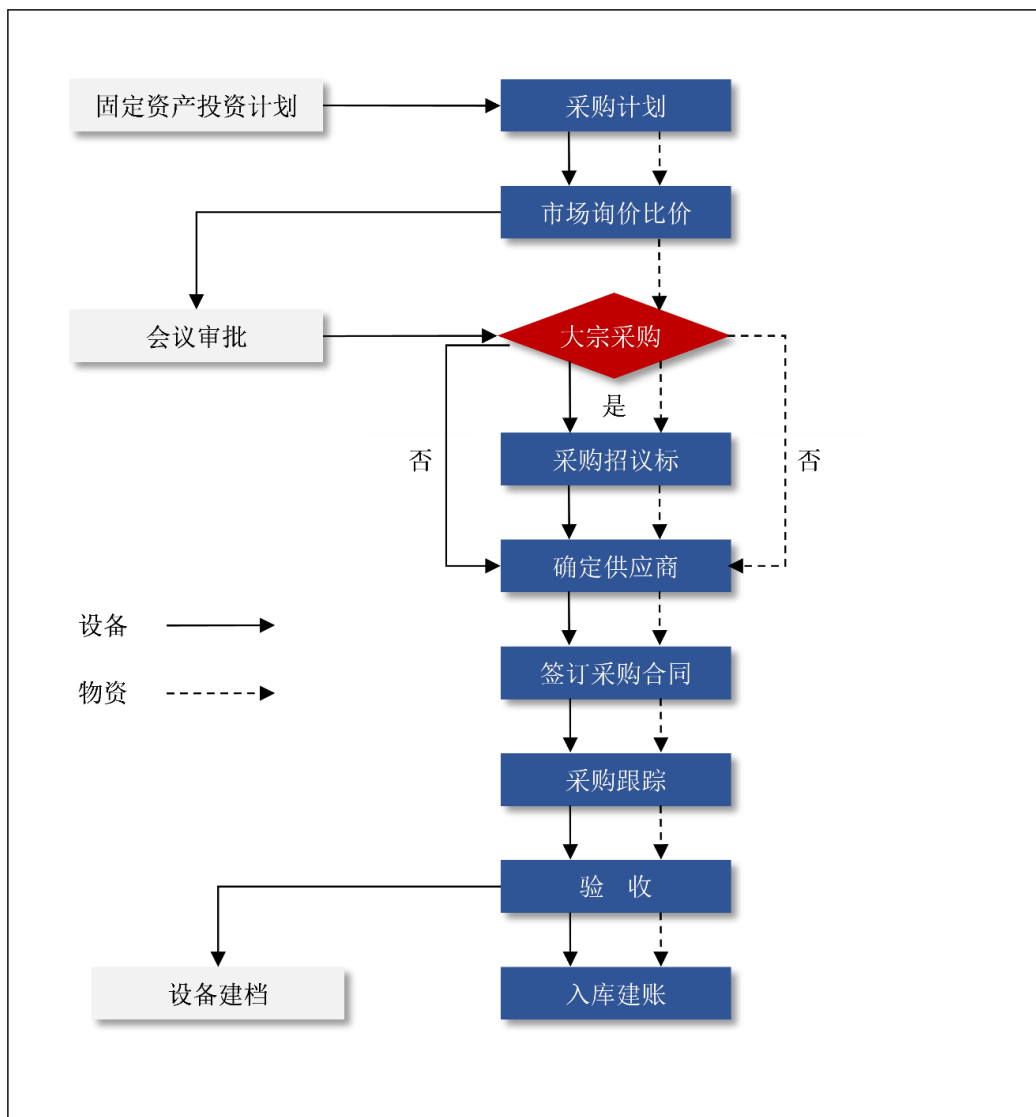 固定资产投资计划
采购计划
市场询价比价
会议审批
大宗采购
是
否
否
采购招议标
确定供应商
设备
物资
签订采购合同
采购跟踪
验 收
设备建档
入库建账